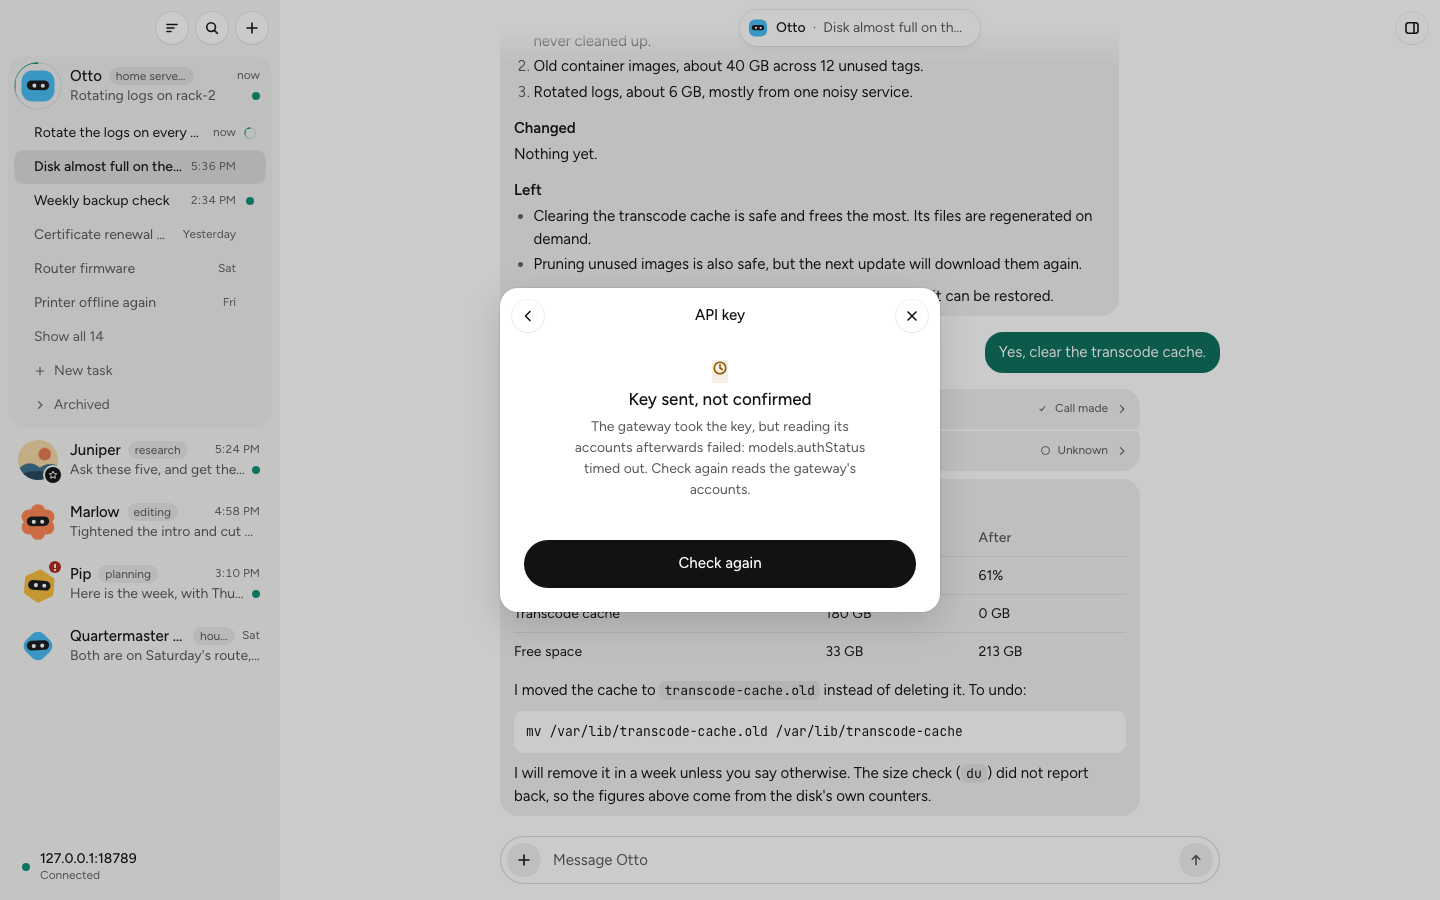 Otto home serve... now
Rotating logs on rack-2
Rotate the logs on every ... now
Disk almost full on the... 5:36 PM
Weekly backup check 2:34 PM
Certificate renewal ... Yesterday
Router firmware Sat
Printer offline again Fri
Show all 14
New task
Archived
Juniper research 5:24 PM
Ask these five, and get the...
Marlow editing 4:58 PM
Tightened the intro and cut ...
Pip planning 3:10 PM
Here is the week, with Thu...
Quartermaster ... hou... Sat
Both are on Saturday's route,...
127.0.0.1:18789
Connected
Otto · Disk almost full on th...
never cleaned up.
2. Old container images, about 40 GB across 12 unused tags.
3. Rotated logs, about 6 GB, mostly from one noisy service.
Changed
Nothing yet.
Left
Clearing the transcode cache is safe and frees the most. Its files are regenerated on
demand.
Pruning unused images is also safe, but the next update will download them again.
it can be restored.
Yes, clear the transcode cache.
Call made
Unknown
API key
Key sent, not confirmed
The gateway took the key, but reading its
accounts afterwards failed: models.authStatus
timed out. Check again reads the gateway's
accounts.
Check again
After
61%
Transcode cache 180 GB 0 GB
Free space 33 GB 213 GB
I moved the cache to transcode-cache.old instead of deleting it. To undo:
mv /var/lib/transcode-cache.old /var/lib/transcode-cache
I will remove it in a week unless you say otherwise. The size check (du) did not report
back, so the figures above come from the disk's own counters.
Message Otto